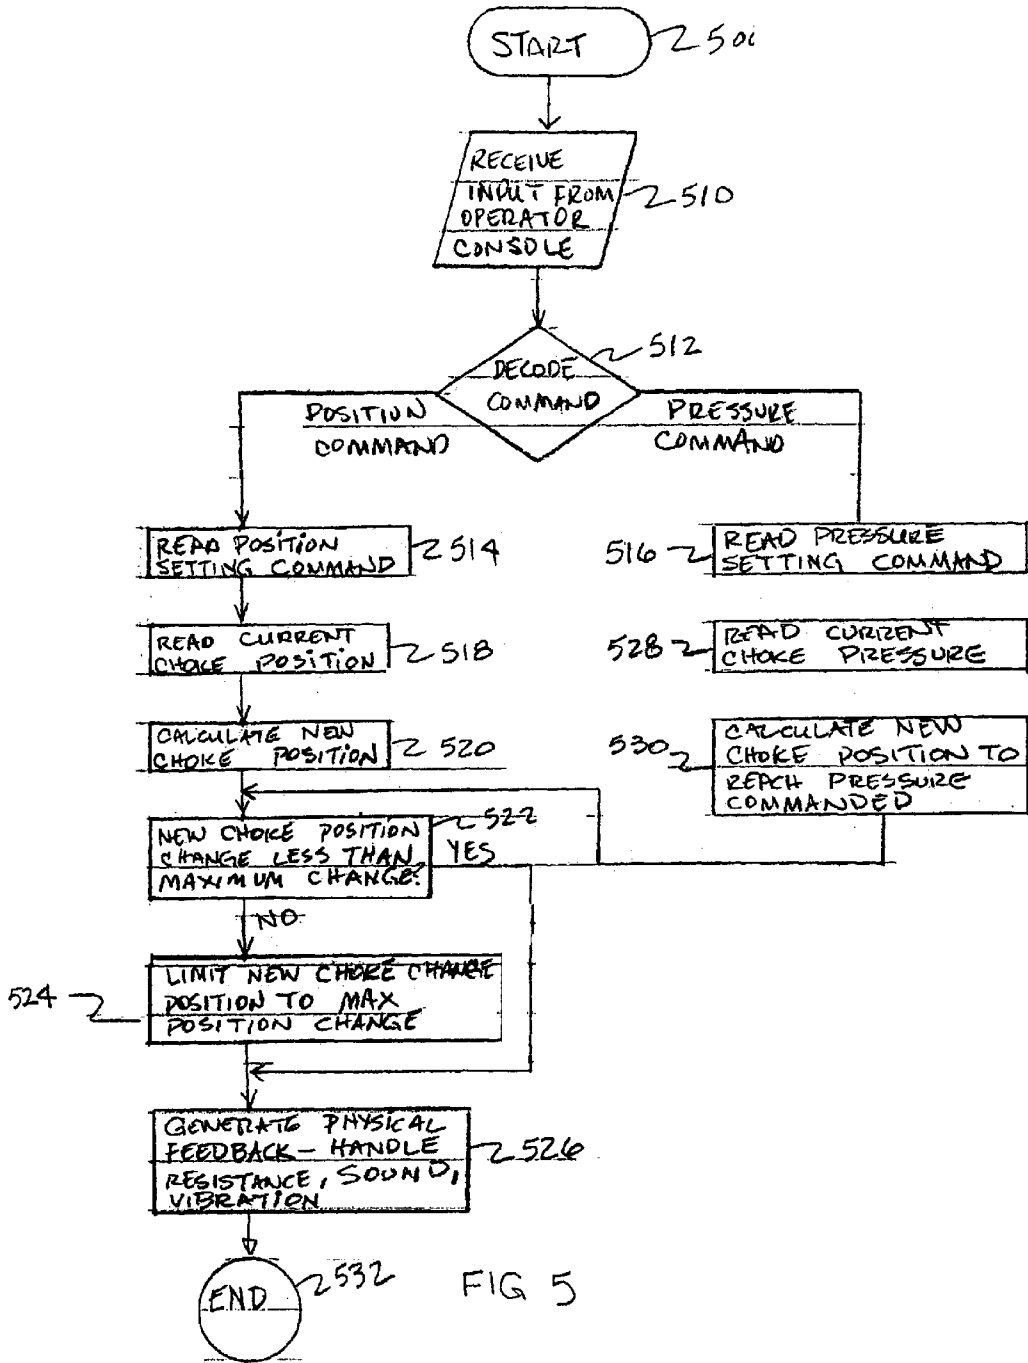 START
510
RECEIVE
INPUT FROM
OPERATOR
CONSOLE
512
DECODE
COMMAND
POSITION
COMMAND
PRESSURE
COMMAND
READ POSITION
SETTING COMMAND
514
516
READ PRESSURE
SETTING COMMAND
READ CURRENT
CHOKE POSITION
518
528
READ CURRENT
CHOKE PRESSURE
CALCULATE NEW
CHOKE POSITION
520
530
CALCULATE NEW
CHOKE POSITION TO
REACH PRESSURE
COMMANDED
NEW CHOKE POSITION
CHANGE LESS THAN
MAXIMUM CHANGE?
522
YES
NO
524
LIMIT NEW CHOKE CHANGE
POSITION TO MAX
POSITION CHANGE
GENERATE PHYSICAL
FEEDBACK - HANDLE
RESISTANCE, SOUND,
VIBRATION
526
END
532
FIG 5